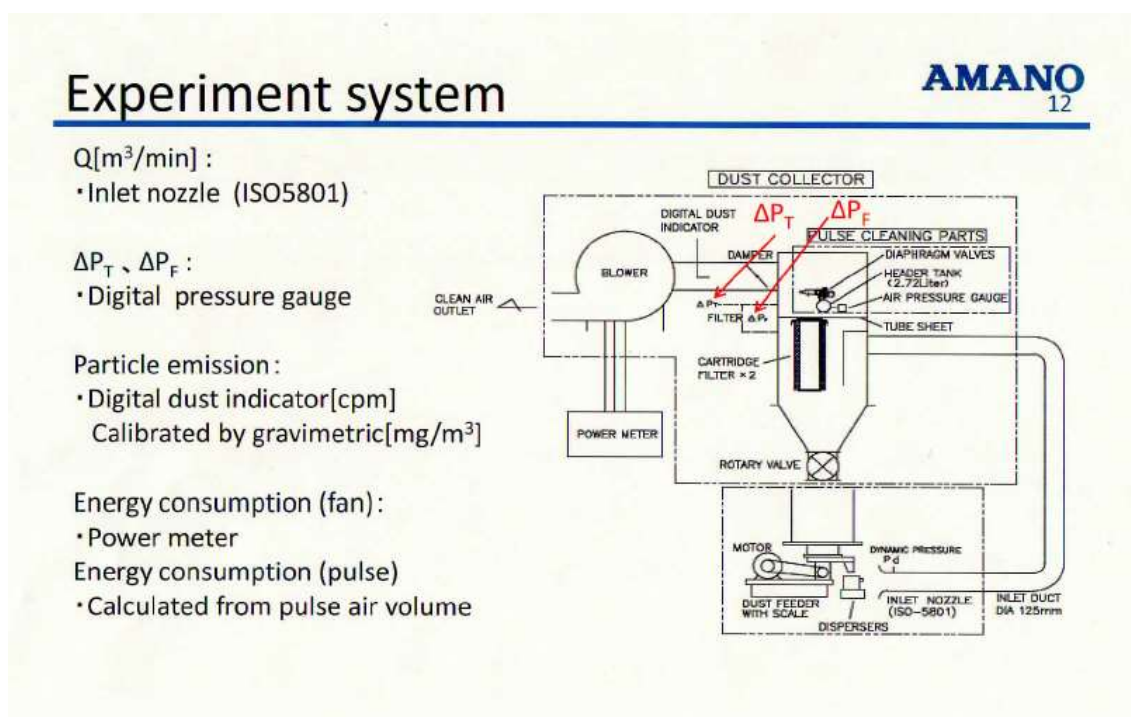 Experiment system
AMANO
12
Q[m³/min] :
・Inlet nozzle (ISO5801)
ΔP_T 、ΔP_F :
・Digital pressure gauge
Particle emission :
・Digital dust indicator[cpm]
Calibrated by gravimetric[mg/m³]
Energy consumption (fan) :
・Power meter
Energy consumption (pulse)
・Calculated from pulse air volume
DUST COLLECTOR
DIGITAL DUST
INDICATOR
ΔP_T
ΔP_F
PULSE CLEANING PARTS
DAMPER
DIAPHRAGM VALVES
BLOWER
HEADER TANK
(2.72Liter)
AIR PRESSURE GAUGE
CLEAN AIR
OUTLET
ΔP_T
FILTER ΔP_F
TUBE SHEET
CARTRIDGE
FILTER ×2
POWER METER
ROTARY VALVE
MOTOR
DYNAMIC PRESSURE
Pd
DUST FEEDER
WITH SCALE
INLET NOZZLE
(ISO-5801)
INLET DUCT
DIA 125mm
DISPERSERS